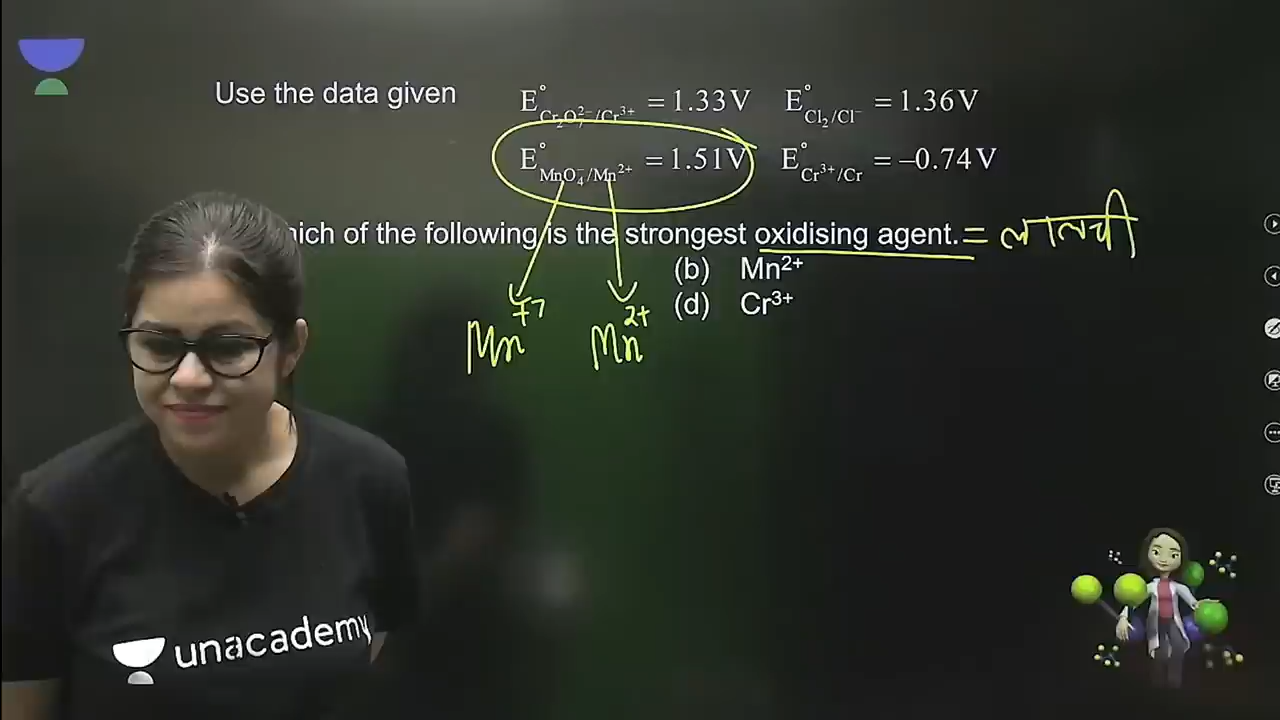 Use the data given
E°Cr₂O₇²⁻/Cr³⁺ = 1.33V E°Cl₂/Cl⁻ = 1.36V
E°MnO₄⁻/Mn²⁺ = 1.51V E°Cr³⁺/Cr = –0.74V
hich of the following is the strongest oxidising agent. = लालची
(b) Mn²⁺
(d) Cr³⁺
Mn⁺⁷ Mn²⁺
unacademy